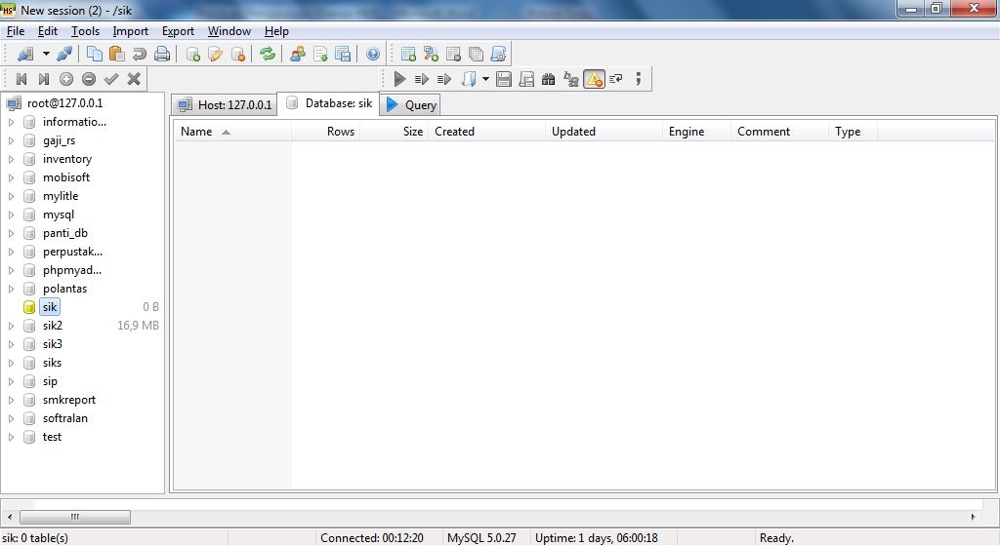 New session (2) - /sik
File Edit Tools Import Export Window Help
root@127.0.0.1
Host: 127.0.0.1 Database: sik Query
Name Rows Size Created Updated Engine Comment Type
informatio...
gaji_rs
inventory
mobisoft
mylitle
mysql
panti_db
perpustak...
phpmyad...
polantas
sik 0 B
sik2 16,9 MB
sik3
siks
sip
smkreport
softralan
test
sik: 0 table(s) Connected: 00:12:20 MySQL 5.0.27 Uptime: 1 days, 06:00:18 Ready.